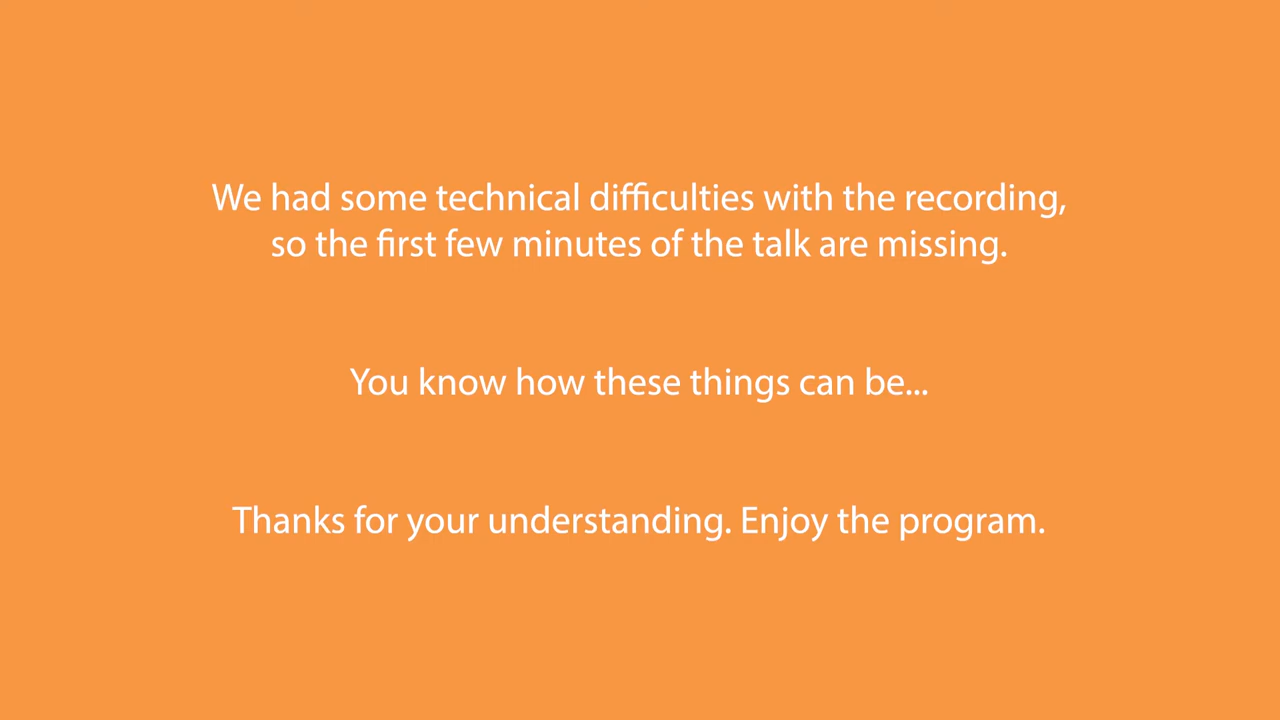 We had some technical difficulties with the recording,
so the first few minutes of the talk are missing.
You know how these things can be...
Thanks for your understanding. Enjoy the program.